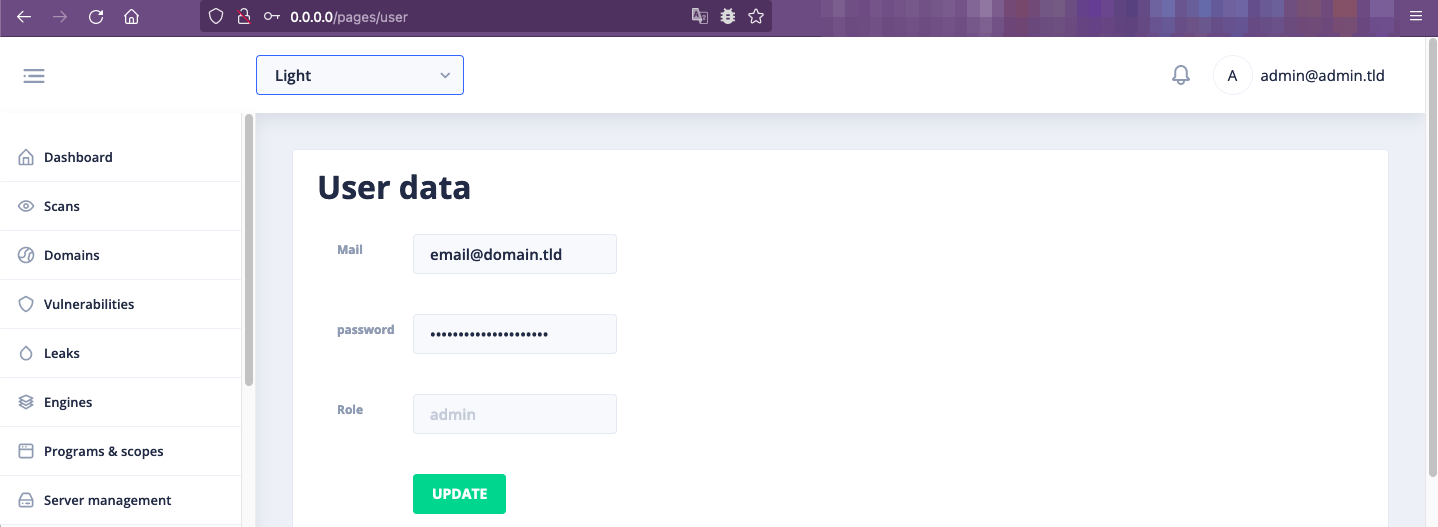 0.0.0.0/pages/user
Light
A admin@admin.tld
Dashboard
Scans
Domains
Vulnerabilities
Leaks
Engines
Programs & scopes
Server management
User data
Mail email@domain.tld
password •••••••••••••••••••••
Role admin
UPDATE